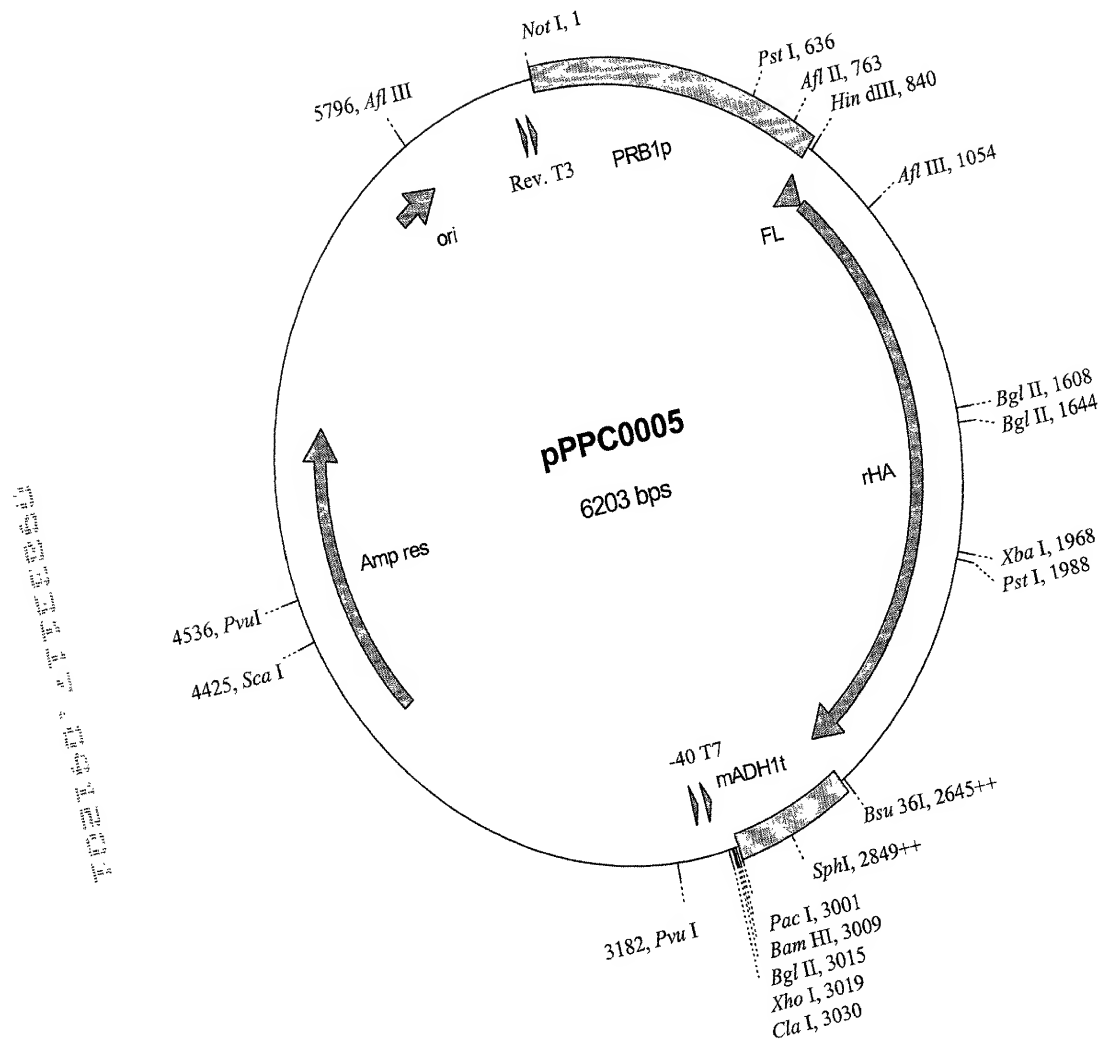 Not I, 1
Pst I, 636
Afl II, 763
Hin dIII, 840
5796, Afl III
PRB1p
Rev. T3
Afl III, 1054
ori
FL
Bgl II, 1608
Bgl II, 1644
pPPC0005
6203 bps
rHA
Amp res
Xba I, 1968
Pst I, 1988
4536, PvuI
4425, Sca I
-40 T7
mADH1t
Bsu 36I, 2645++
SphI, 2849++
3182, Pvu I
Pac I, 3001
Bam HI, 3009
Bgl II, 3015
Xho I, 3019
Cla I, 3030